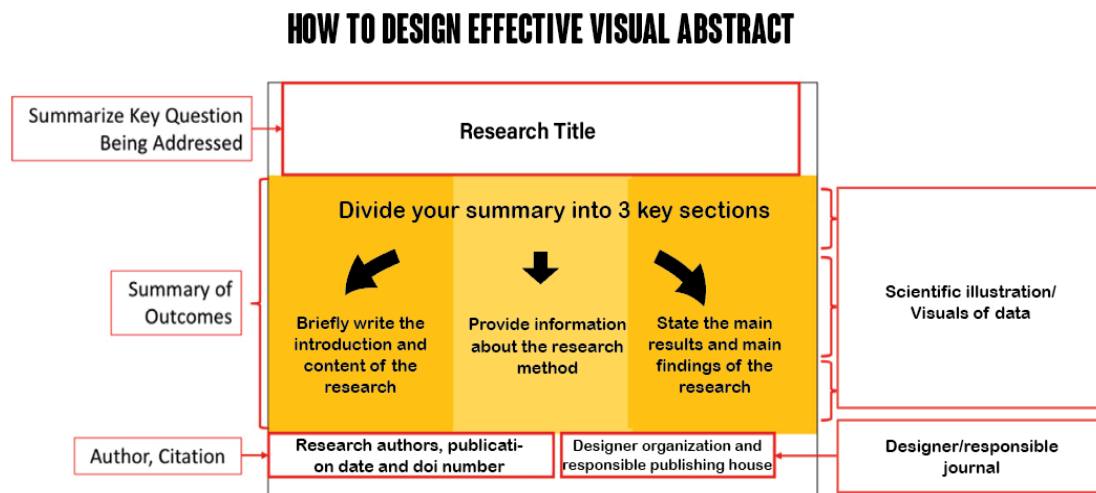 HOW TO DESIGN EFFECTIVE VISUAL ABSTRACT
Summarize Key Question
Being Addressed
Research Title
Divide your summary into 3 key sections
Summary of
Outcomes
Briefly write the
introduction and
content of the
research
Provide information
about the research
method
State the main
results and main
findings of the
research
Scientific illustration/
Visuals of data
Author, Citation
Research authors, publicati-
on date and doi number
Designer organization and
responsible publishing house
Designer/responsible
journal